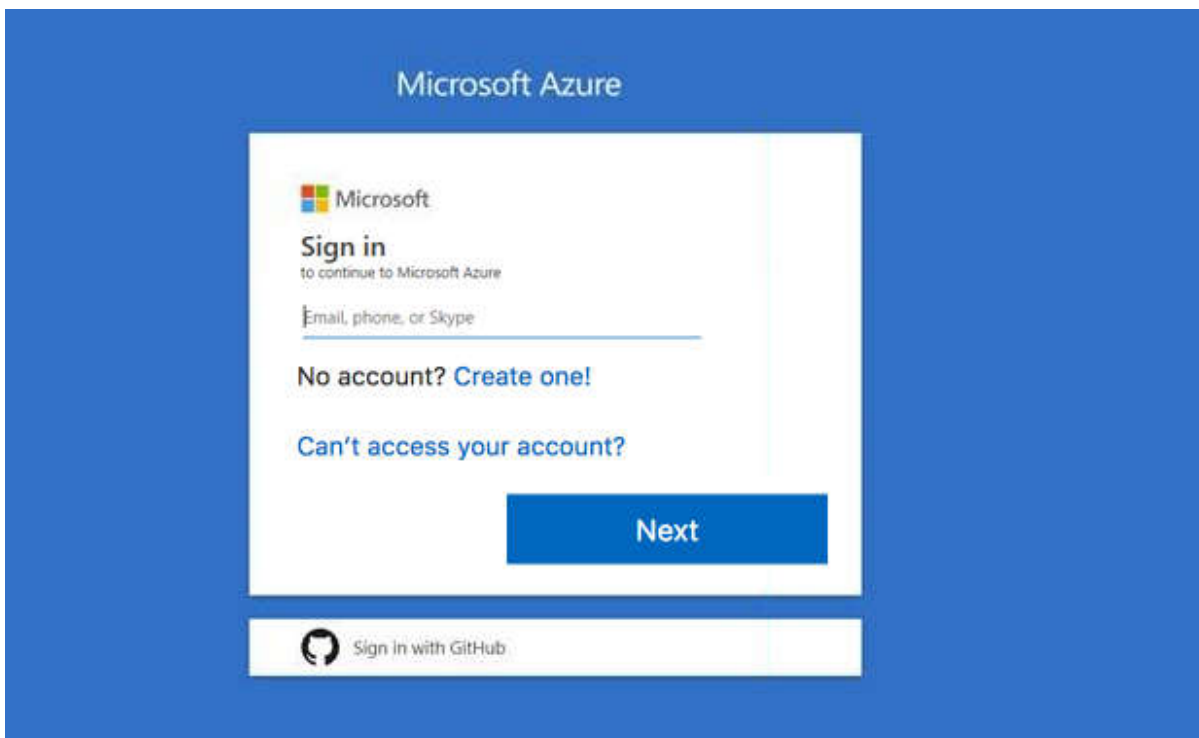 Microsoft Azure
Microsoft
Sign in
to continue to Microsoft Azure
Email, phone, or Skype
No account? Create one!
Can't access your account?
Next
Sign in with GitHub